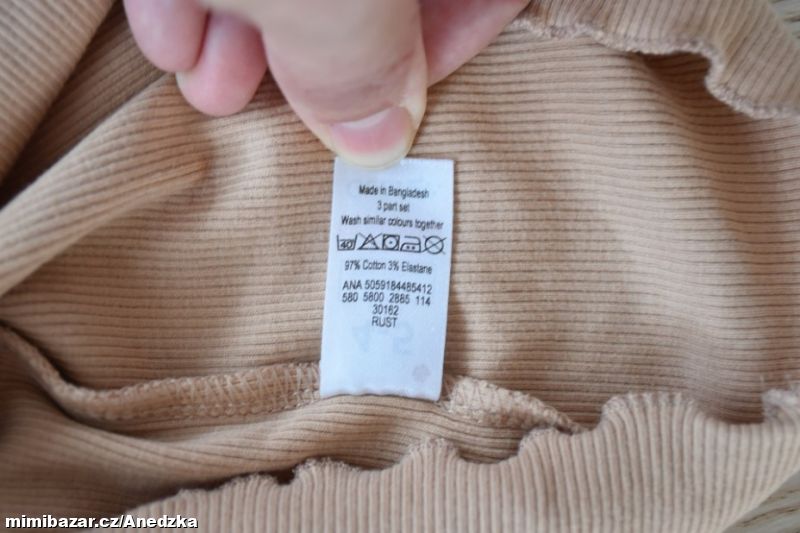 Made in Bangladesh
3 part set
Wash similar colours together
40
97% Cotton 3% Elastane
ANA 5059184485412
580 5800 2885 114
30162
RUST
mimibazar.cz/Anedzka